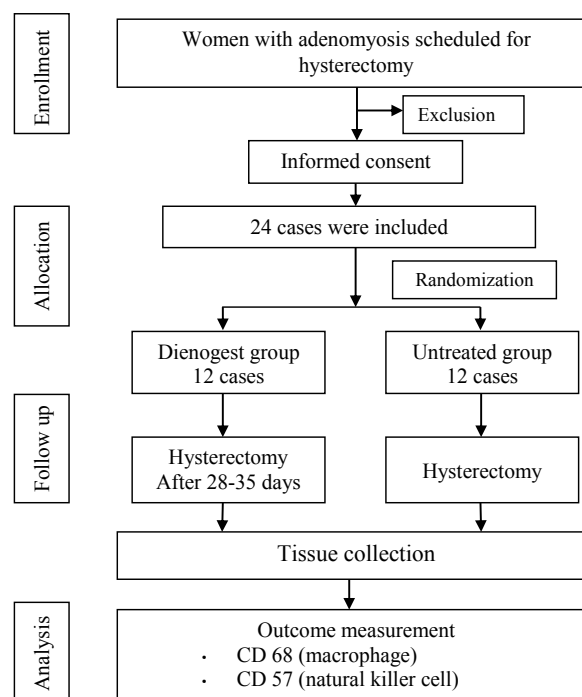 Enrollment
Women with adenomyosis scheduled for
hysterectomy
Exclusion
Informed consent
Allocation
24 cases were included
Randomization
Dienogest group
12 cases
Untreated group
12 cases
Follow up
Hysterectomy
After 28-35 days
Hysterectomy
Tissue collection
Analysis
Outcome measurement
· CD 68 (macrophage)
· CD 57 (natural killer cell)